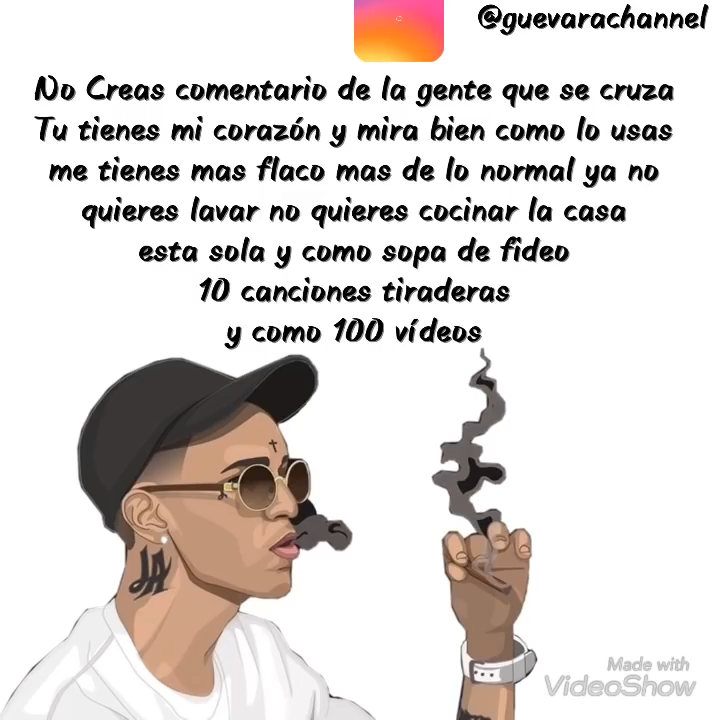 @guevarachannel
No Creas comentario de la gente que se cruza
Tu tienes mi corazón y mira bien como lo usas
me tienes mas flaco mas de lo normal ya no
quieres lavar no quieres cocinar la casa
esta sola y como sopa de fideo
10 canciones tiraderas
y como 100 vídeos
JA
Made with
VideoShow